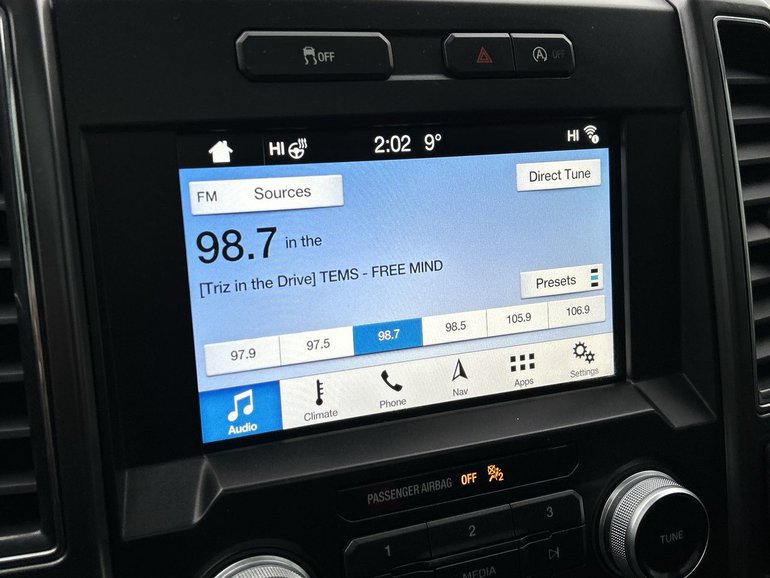 OFF
A OFF
HI 2:02 9° HI
FM Sources
Direct Tune
98.7 in the
[Triz in the Drive] TEMS - FREE MIND
Presets
97.9 97.5 98.7 98.5 105.9 106.9
Audio Climate Phone Nav Apps Settings
PASSENGER AIRBAG OFF 2
1 2 3
MEDIA
TUNE